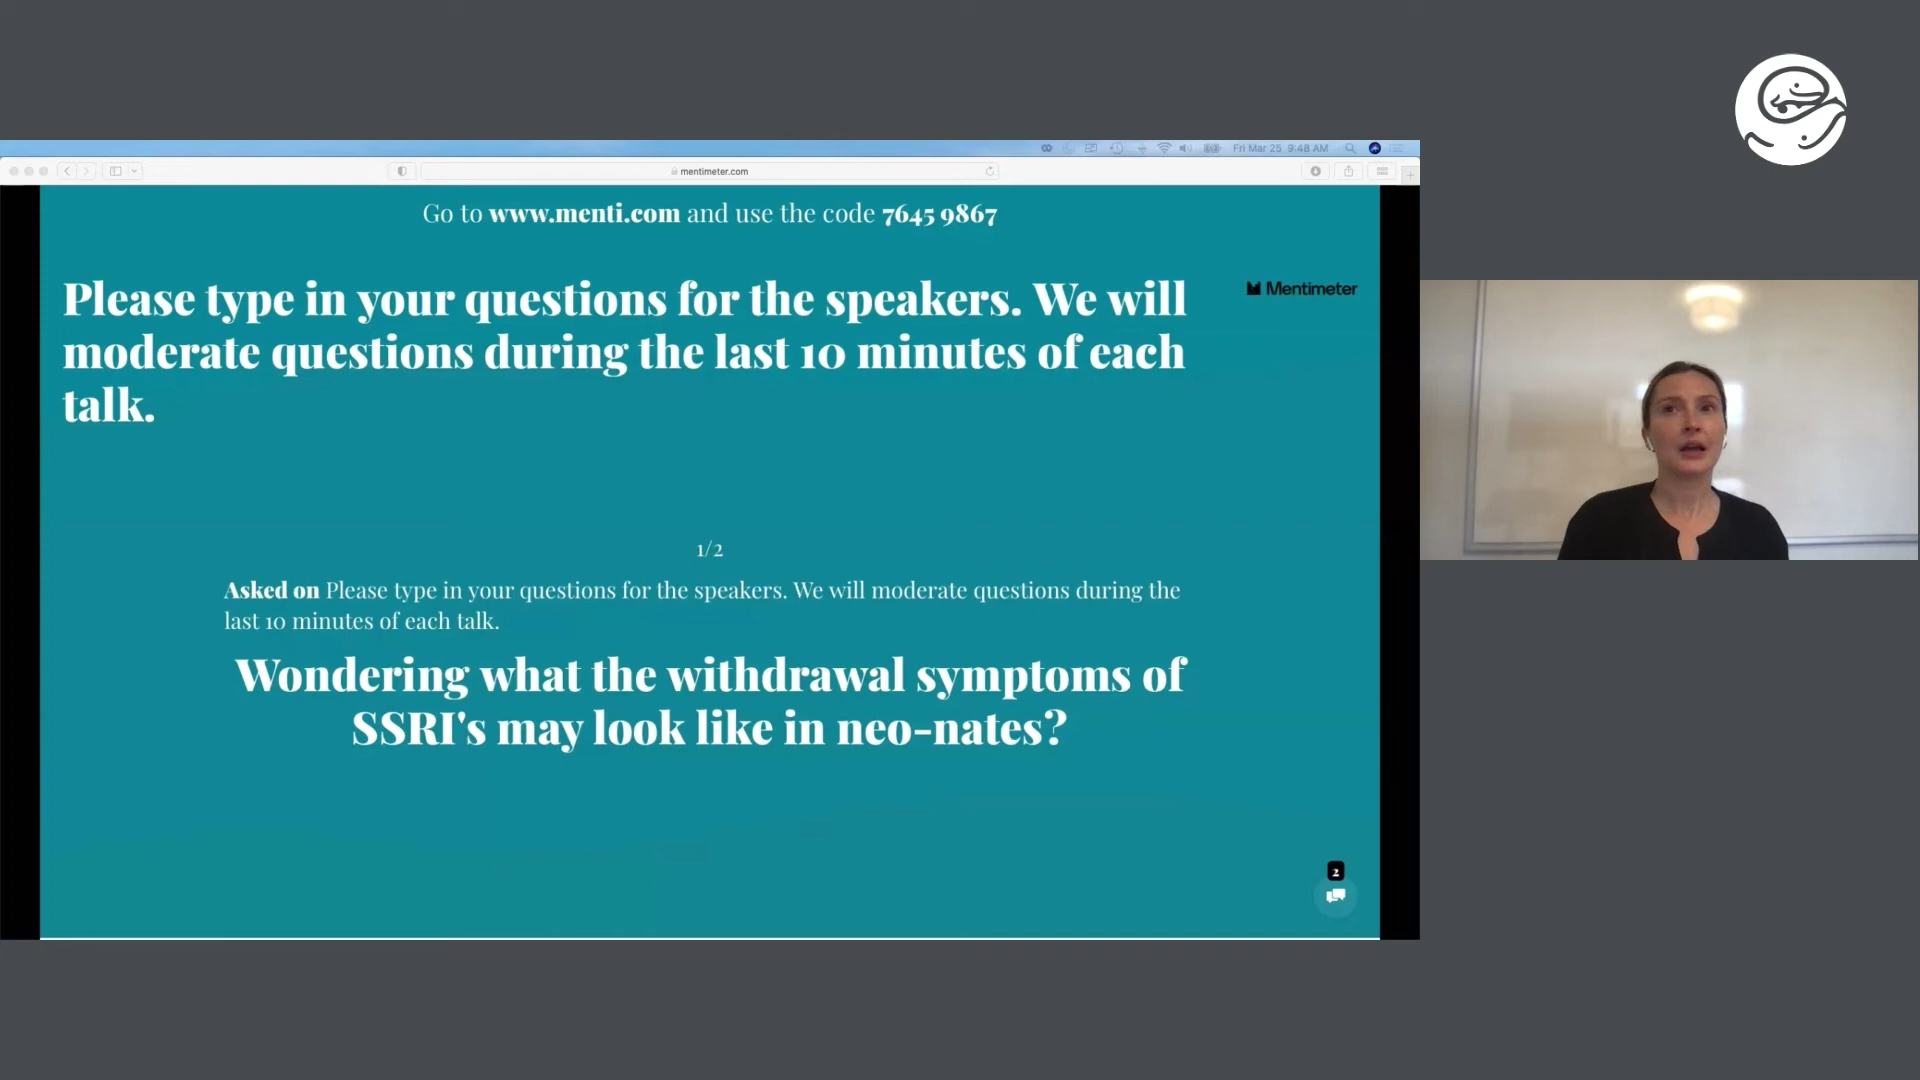 Fri Mar 25 9:48 AM
mentimeter.com
Go to www.menti.com and use the code 7645 9867
Please type in your questions for the speakers. We will
moderate questions during the last 10 minutes of each
talk.
Mentimeter
1/2
Asked on Please type in your questions for the speakers. We will moderate questions during the
last 10 minutes of each talk.
Wondering what the withdrawal symptoms of
SSRI's may look like in neo-nates?
2